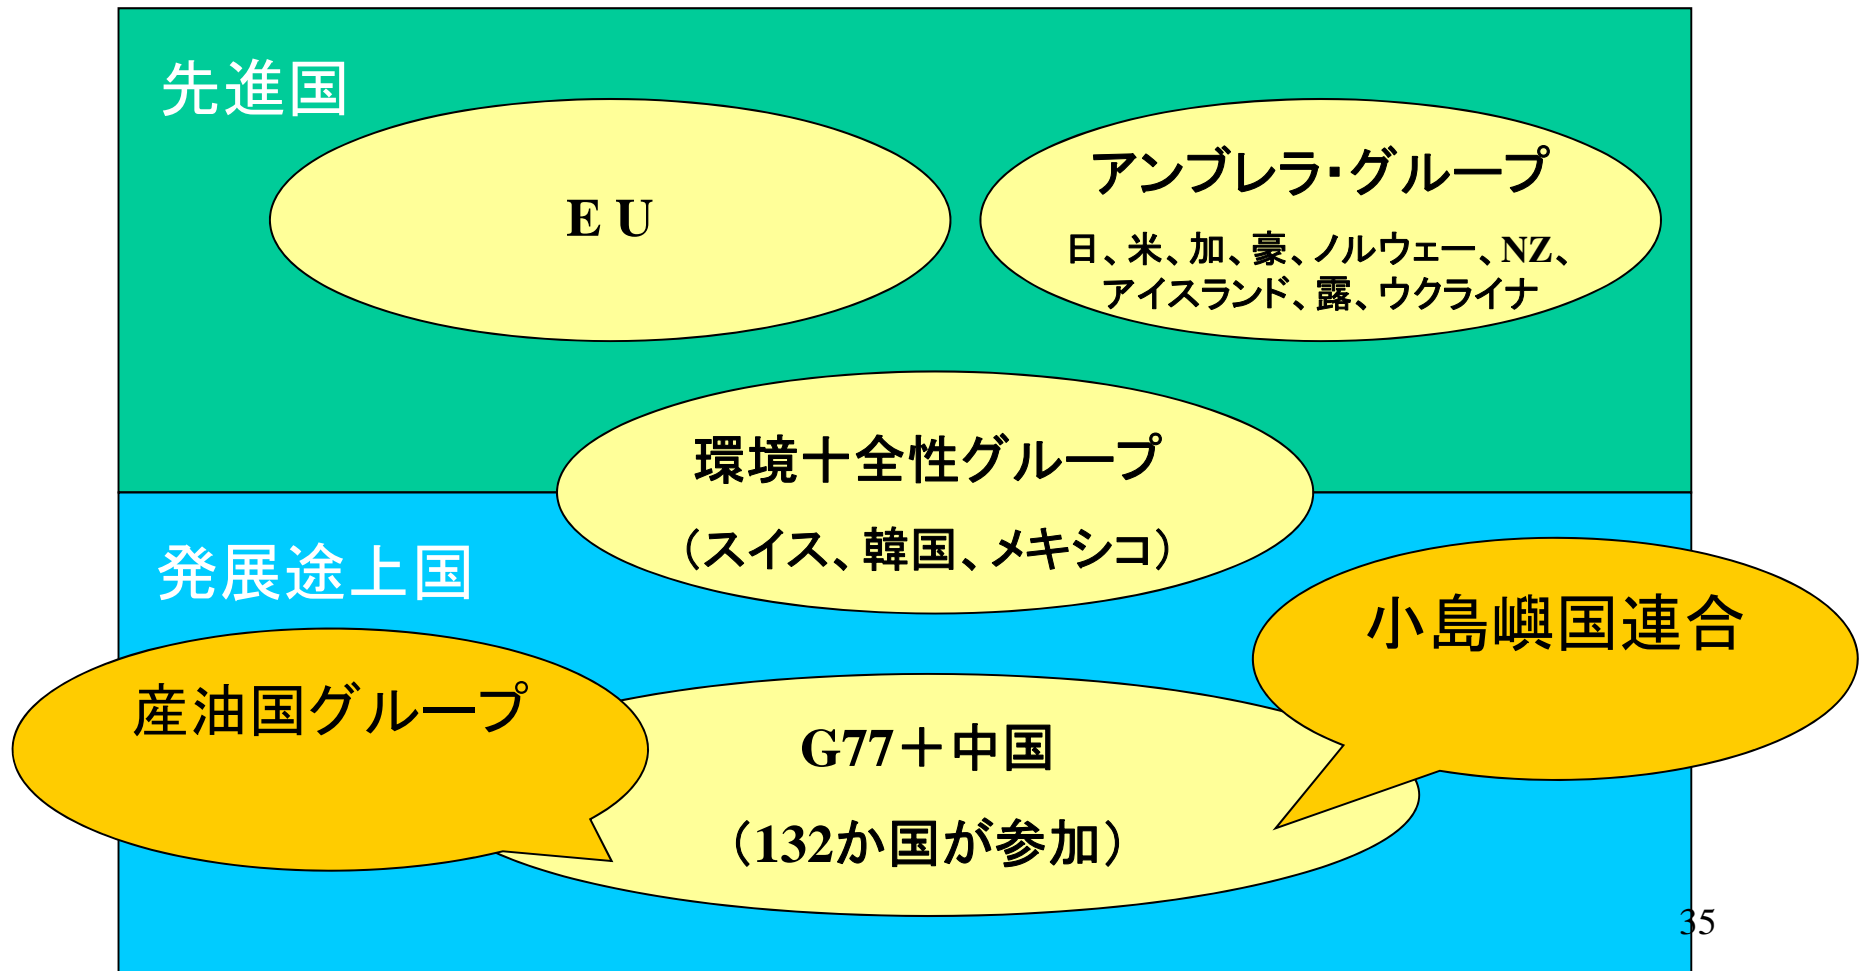 先進国
EU
アンブレラ・グループ
日、米、加、豪、ノルウェー、NZ、
アイスランド、露、ウクライナ
環境十全性グループ
（スイス、韓国、メキシコ）
発展途上国
小島嶼国連合
産油国グループ
G77＋中国
（132か国が参加）
35